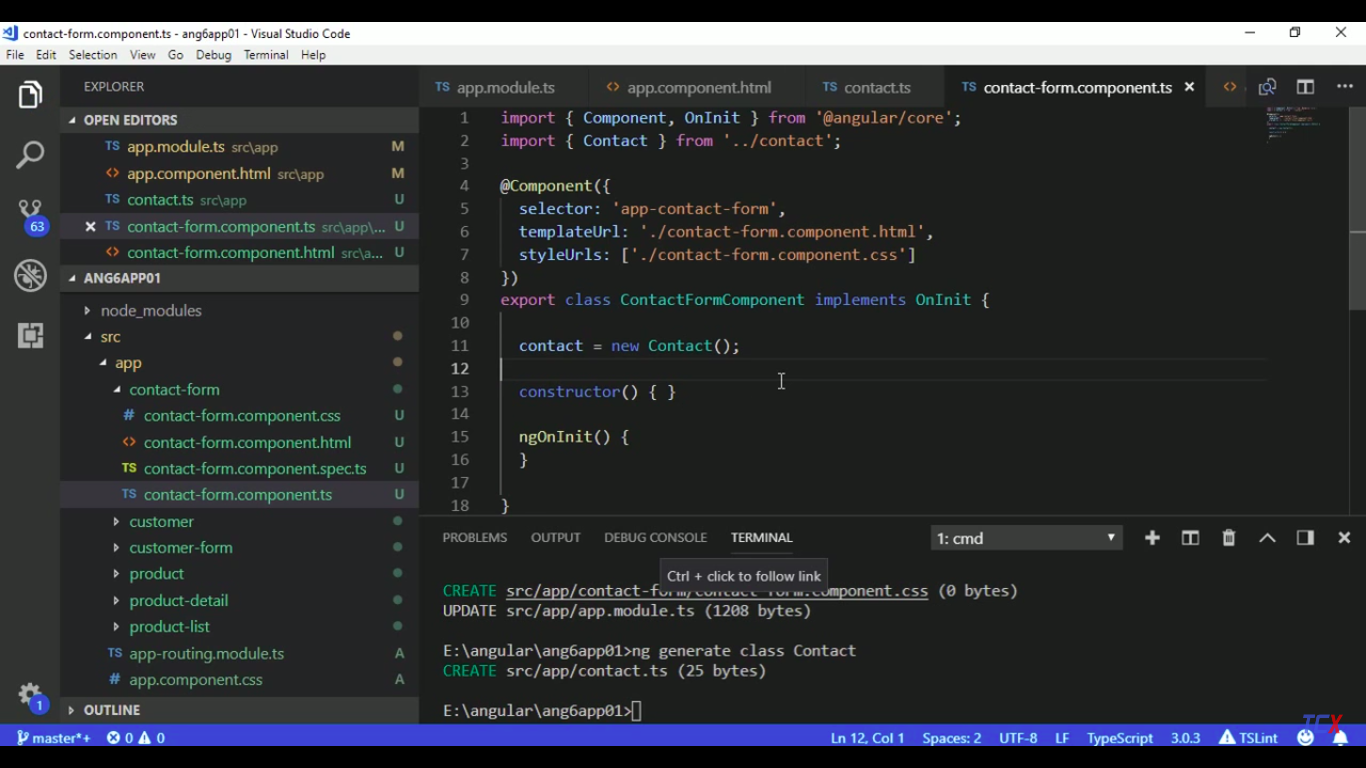 contact-form.component.ts - ang6app01 - Visual Studio Code
File Edit Selection View Go Debug Terminal Help
EXPLORER
OPEN EDITORS
TS app.module.ts src\app M
<> app.component.html src\app M
TS contact.ts src\app U
TS contact-form.component.ts src\app\... U
<> contact-form.component.html src\a... U
63
ANG6APP01
node_modules
src
app
contact-form
# contact-form.component.css U
<> contact-form.component.html U
TS contact-form.component.spec.ts U
TS contact-form.component.ts U
customer
customer-form
product
product-detail
product-list
TS app-routing.module.ts A
# app.component.css A
1
OUTLINE
TS app.module.ts <> app.component.html TS contact.ts TS contact-form.component.ts <>
1 import { Component, OnInit } from '@angular/core';
2 import { Contact } from '../contact';
3
4 @Component({
5 selector: 'app-contact-form',
6 templateUrl: './contact-form.component.html',
7 styleUrls: ['./contact-form.component.css']
8 })
9 export class ContactFormComponent implements OnInit {
10
11 contact = new Contact();
12
13 constructor() { }
14
15 ngOnInit() {
16 }
17
18 }
PROBLEMS OUTPUT DEBUG CONSOLE TERMINAL 1: cmd
Ctrl + click to follow link
CREATE src/app/contact-form/contact-form.component.css (0 bytes)
UPDATE src/app/app.module.ts (1208 bytes)
E:\angular\ang6app01>ng generate class Contact
CREATE src/app/contact.ts (25 bytes)
E:\angular\ang6app01>
master*+ 0 0 Ln 12, Col 1 Spaces: 2 UTF-8 LF TypeScript 3.0.3 TSLint